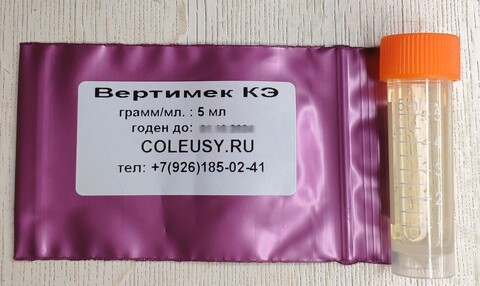 Вертимек КЭ
грамм/мл. : 5 мл
годен до:
COLEUSY.RU
тел: +7(926)185-02-41